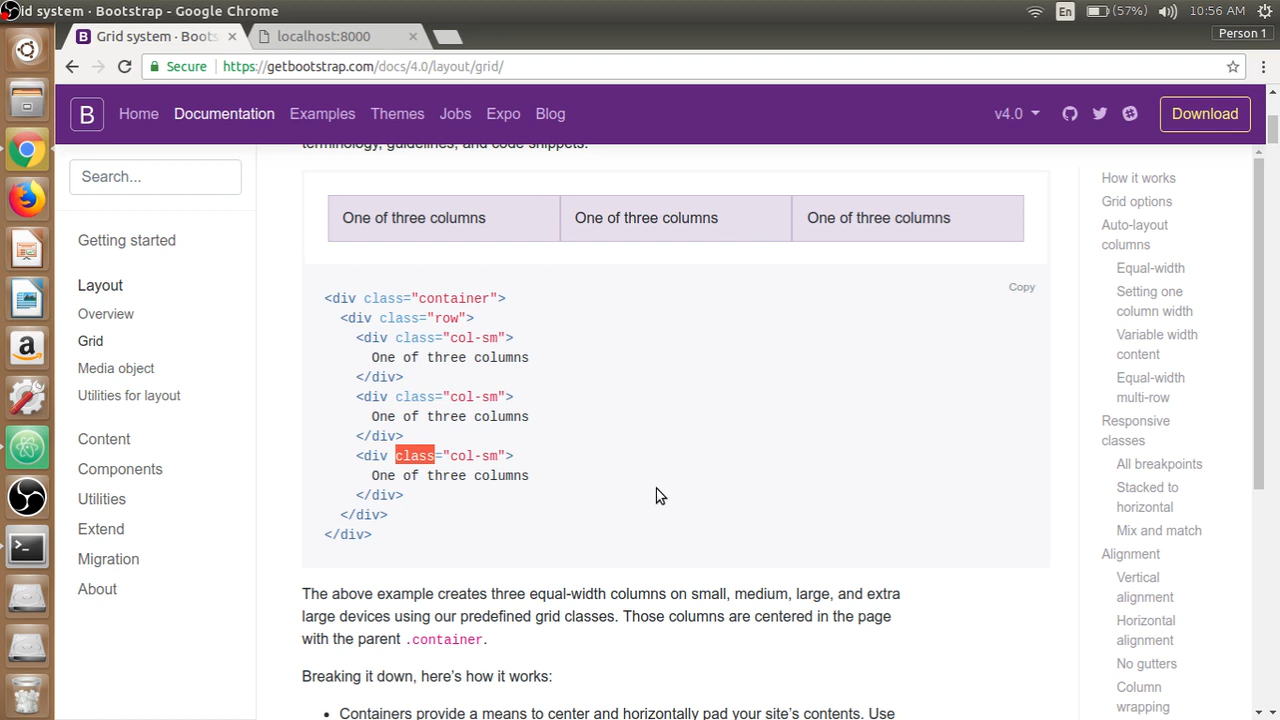 id system - Bootstrap - Google Chrome
En
(57%)
10:56 AM
Grid system · Boots
localhost:8000
Person 1
Secure
https://getbootstrap.com/docs/4.0/layout/grid/
B
Home
Documentation
Examples
Themes
Jobs
Expo
Blog
v4.0
Download
Search...
Getting started
Layout
Overview
Grid
Media object
Utilities for layout
Content
Components
Utilities
Extend
Migration
About
terminology, guidelines, and code snippets.
One of three columns
One of three columns
One of three columns
Copy
<div class="container">
<div class="row">
<div class="col-sm">
One of three columns
</div>
<div class="col-sm">
One of three columns
</div>
<div class="col-sm">
One of three columns
</div>
</div>
</div>
The above example creates three equal-width columns on small, medium, large, and extra
large devices using our predefined grid classes. Those columns are centered in the page
with the parent .container.
Breaking it down, here's how it works:
• Containers provide a means to center and horizontally pad your site's contents. Use
How it works
Grid options
Auto-layout
columns
Equal-width
Setting one
column width
Variable width
content
Equal-width
multi-row
Responsive
classes
All breakpoints
Stacked to
horizontal
Mix and match
Alignment
Vertical
alignment
Horizontal
alignment
No gutters
Column
wrapping